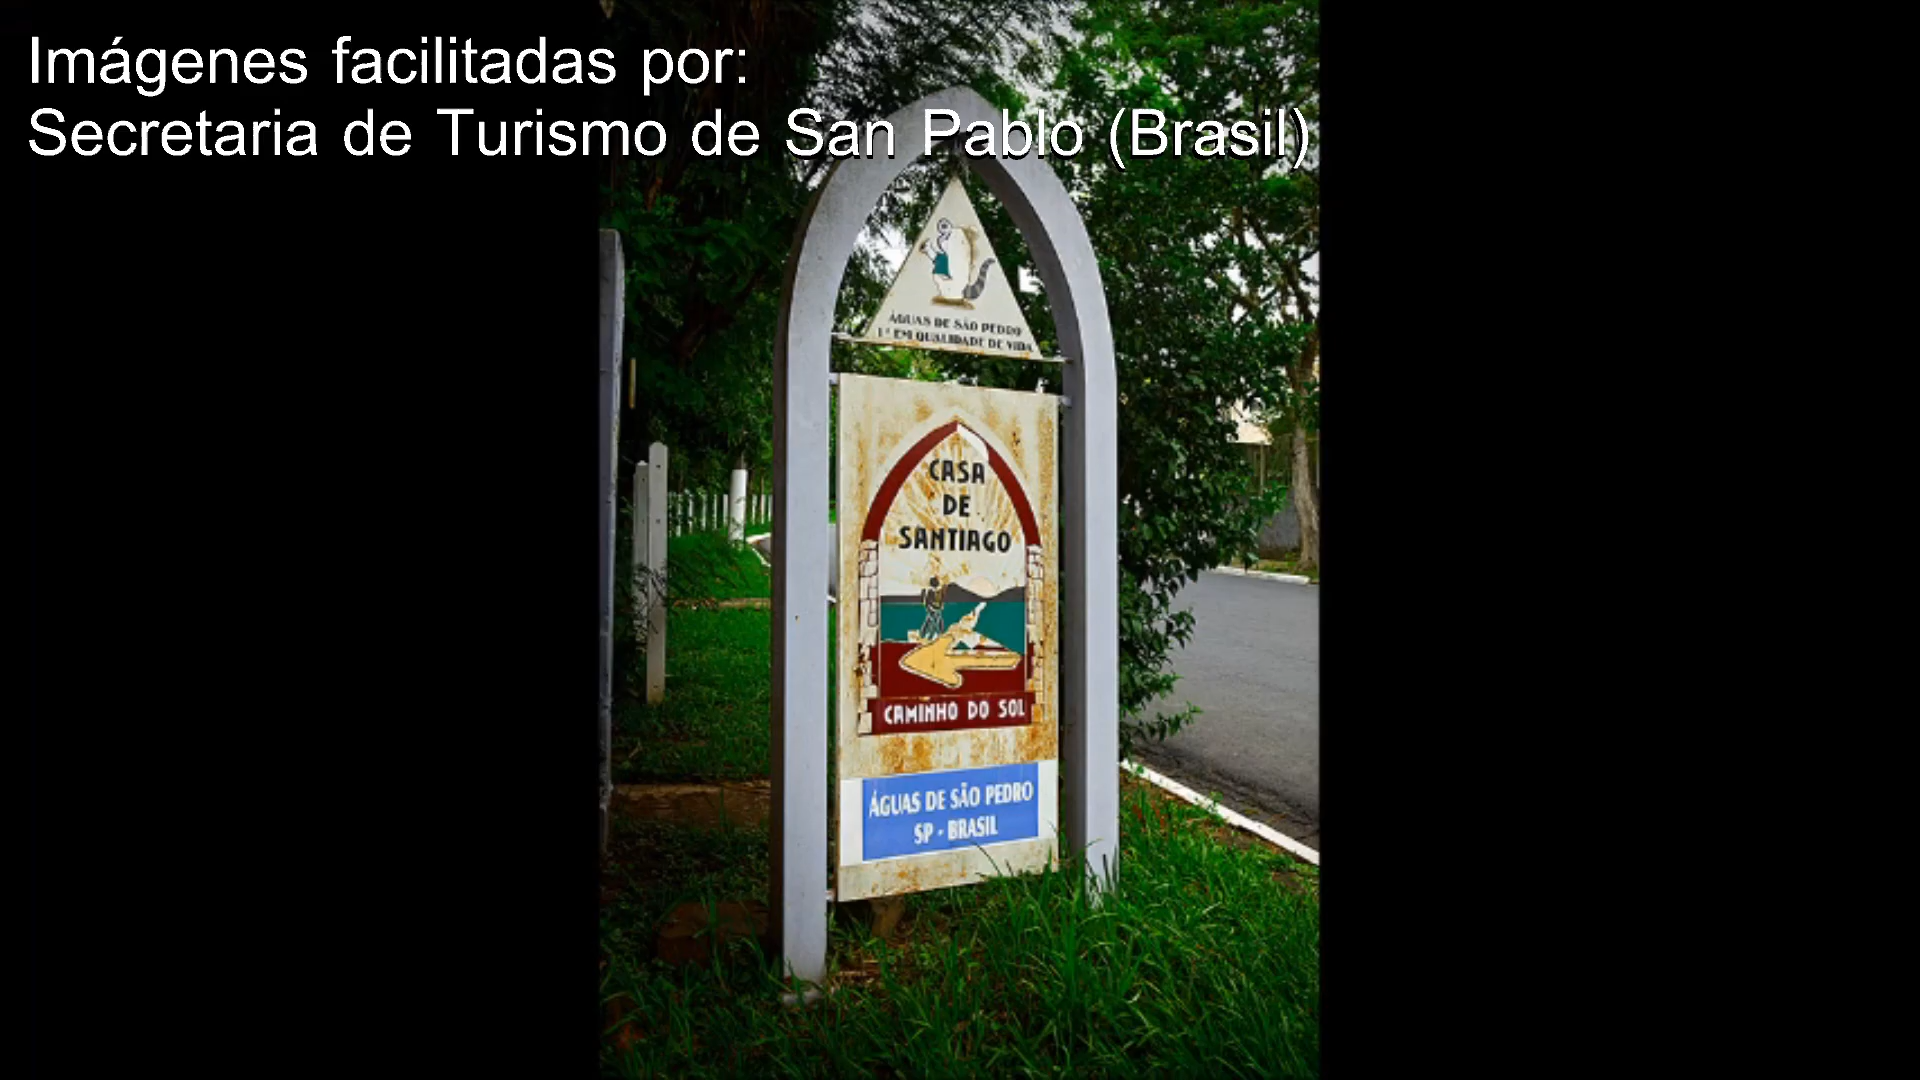 Imágenes facilitadas por:
Secretaria de Turismo de San Pablo (Brasil)
ÁGUAS DE SÃO PEDRO
1ª EM QUALIDADE DE VIDA
CASA
DE
SANTIAGO
CAMINHO DO SOL
ÁGUAS DE SÃO PEDRO
SP - BRASIL